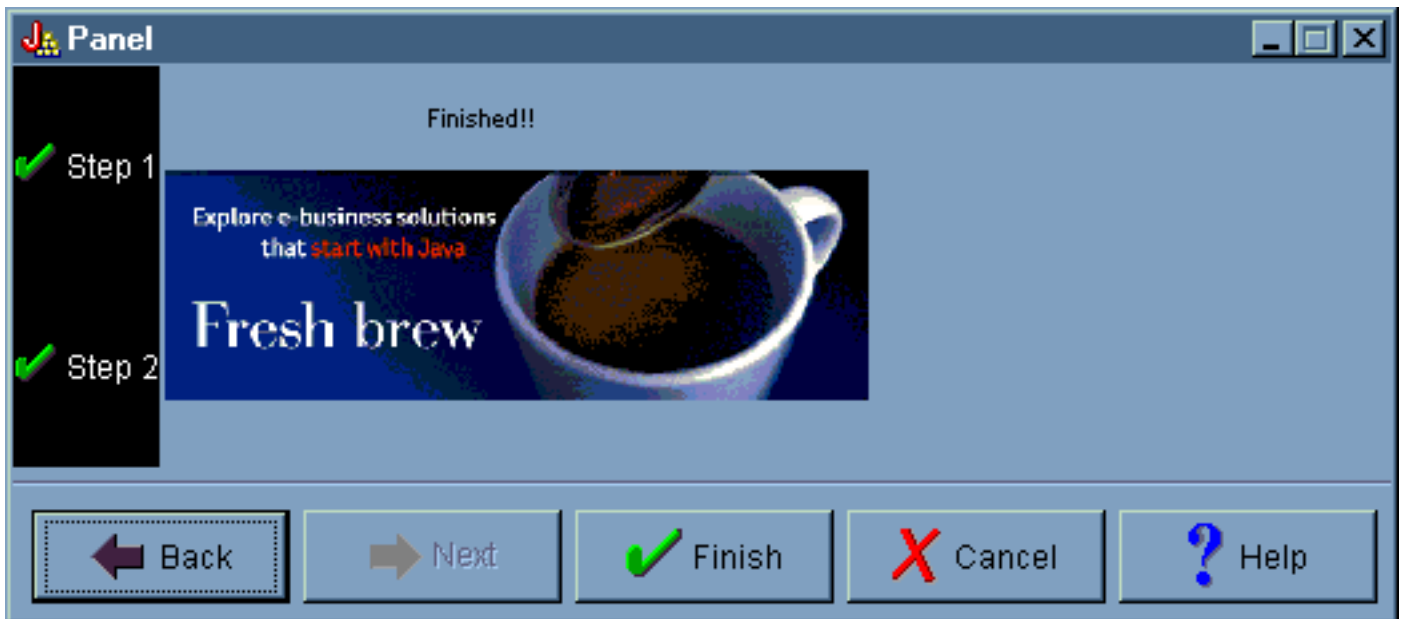 Panel
Finished!!
Step 1
Explore e-business solutions
that start with Java
Fresh brew
Step 2
Back
Next
Finish
Cancel
Help